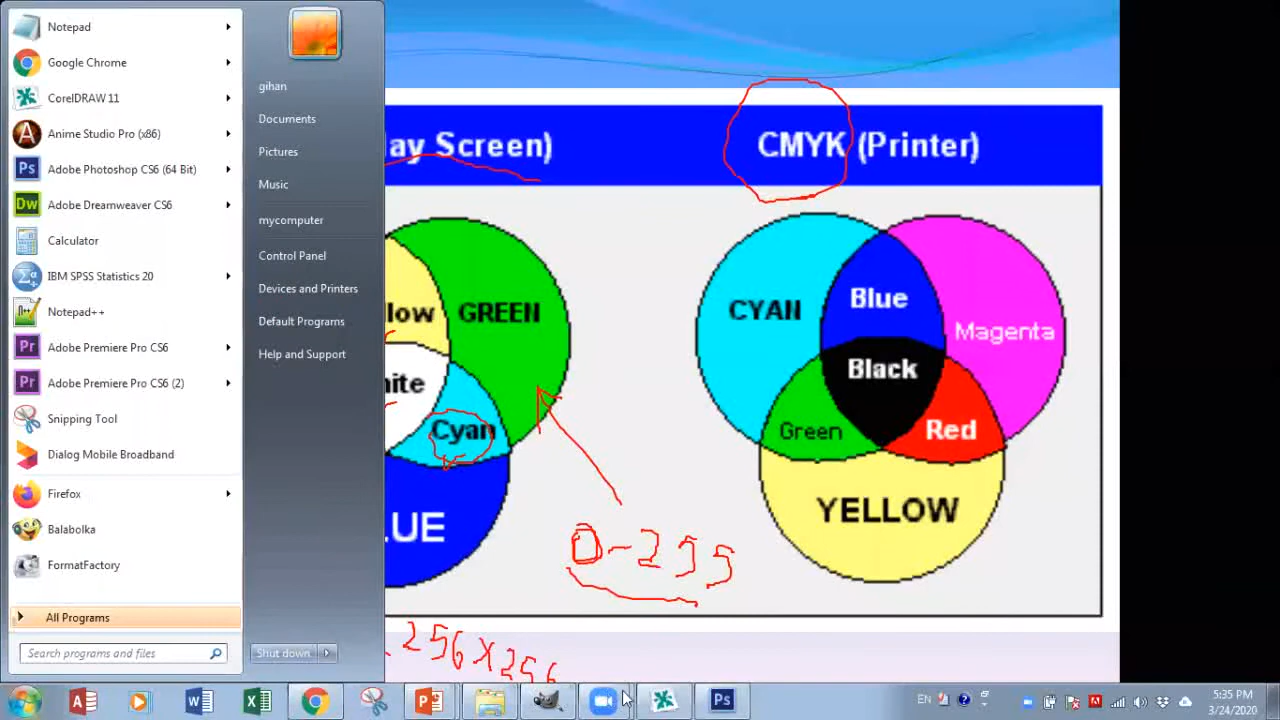 Notepad
Google Chrome
CorelDRAW 11
Anime Studio Pro (x86)
Adobe Photoshop CS6 (64 Bit)
Adobe Dreamweaver CS6
Calculator
IBM SPSS Statistics 20
Notepad++
Adobe Premiere Pro CS6
Adobe Premiere Pro CS6 (2)
Snipping Tool
Dialog Mobile Broadband
Firefox
Balabolka
FormatFactory
All Programs
Search programs and files
gihan
Documents
Pictures
Music
mycomputer
Control Panel
Devices and Printers
Default Programs
Help and Support
Shut down
ay Screen)
low
GREEN
ite
Cyan
LUE
0-255
256 X 256
CMYK (Printer)
CYAN
Blue
Magenta
Black
Green
Red
YELLOW
EN
5:35 PM
3/24/2020